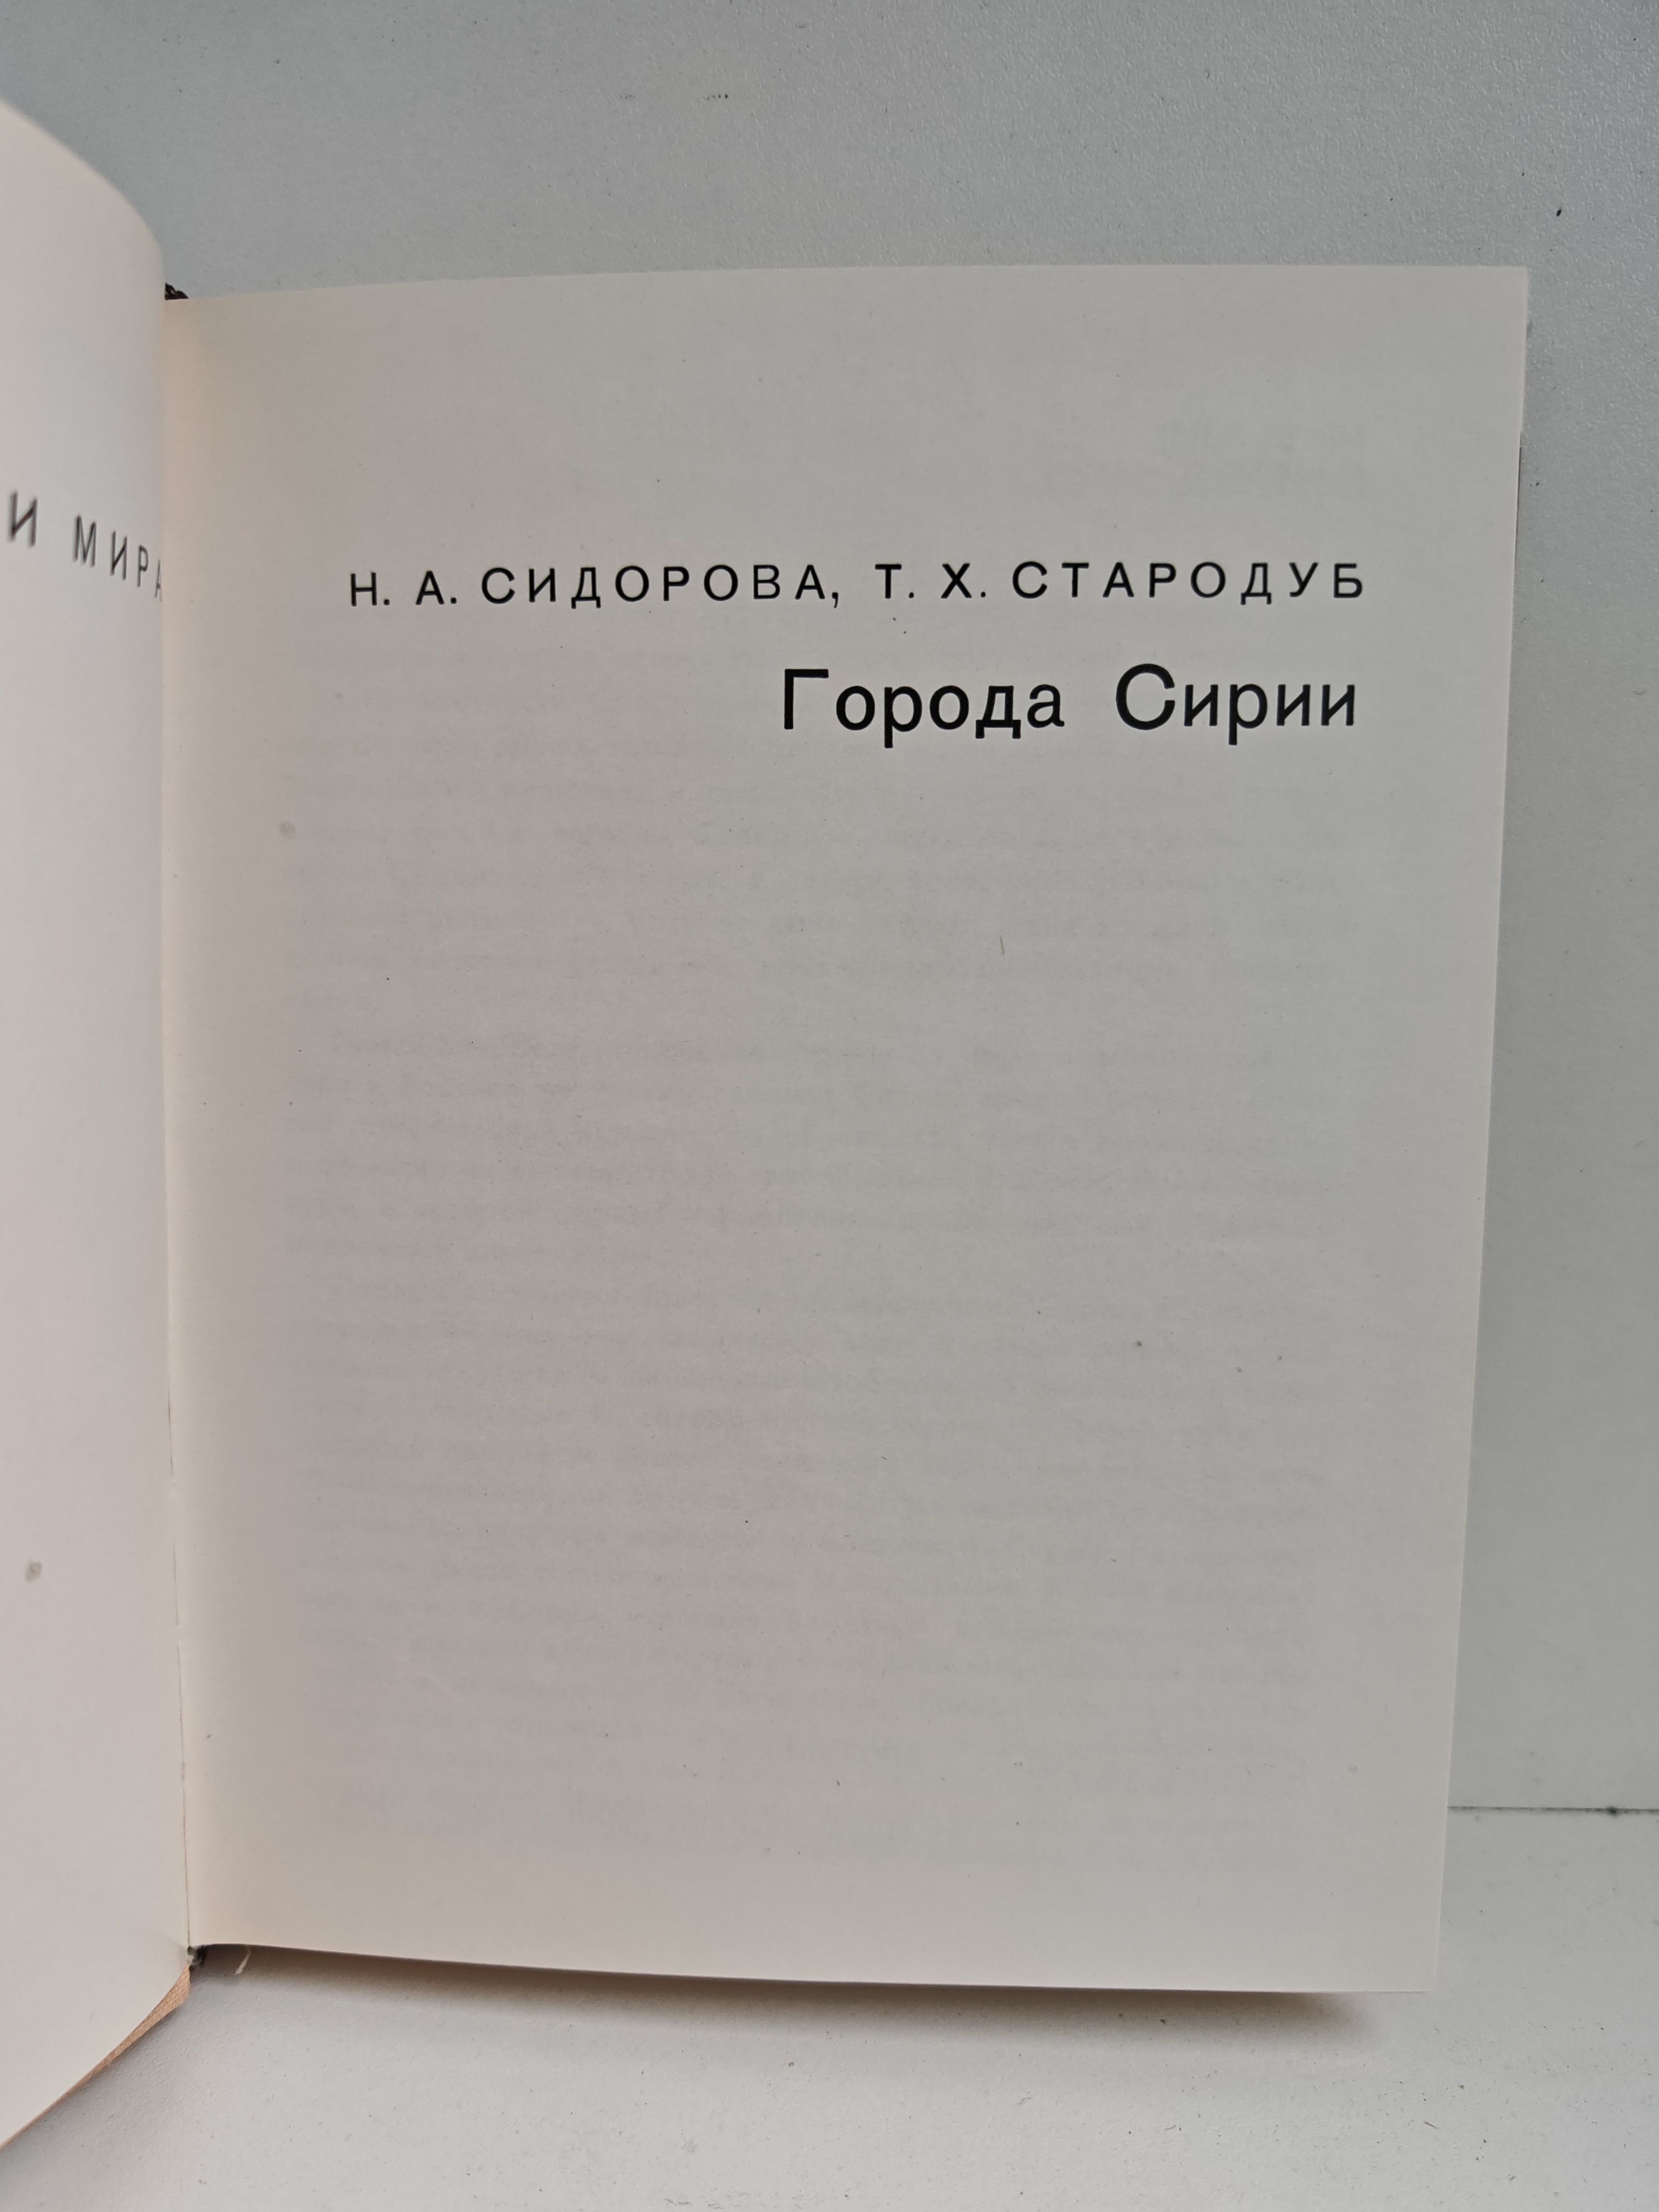 И МИРА
Н. А. СИДОРОВА, Т. Х. СТАРОДУБ
Города Сирии